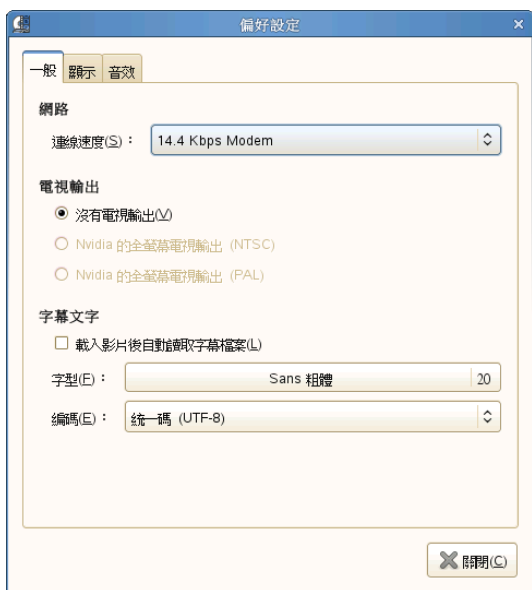 偏好設定
一般 顯示 音效
網路
連線速度(S)： 14.4 Kbps Modem
電視輸出
沒有電視輸出(V)
Nvidia 的全螢幕電視輸出 (NTSC)
Nvidia 的全螢幕電視輸出 (PAL)
字幕文字
載入影片後自動讀取字幕檔案(L)
字型(F)： Sans 粗體 20
編碼(E)： 統一碼 (UTF-8)
關閉(C)